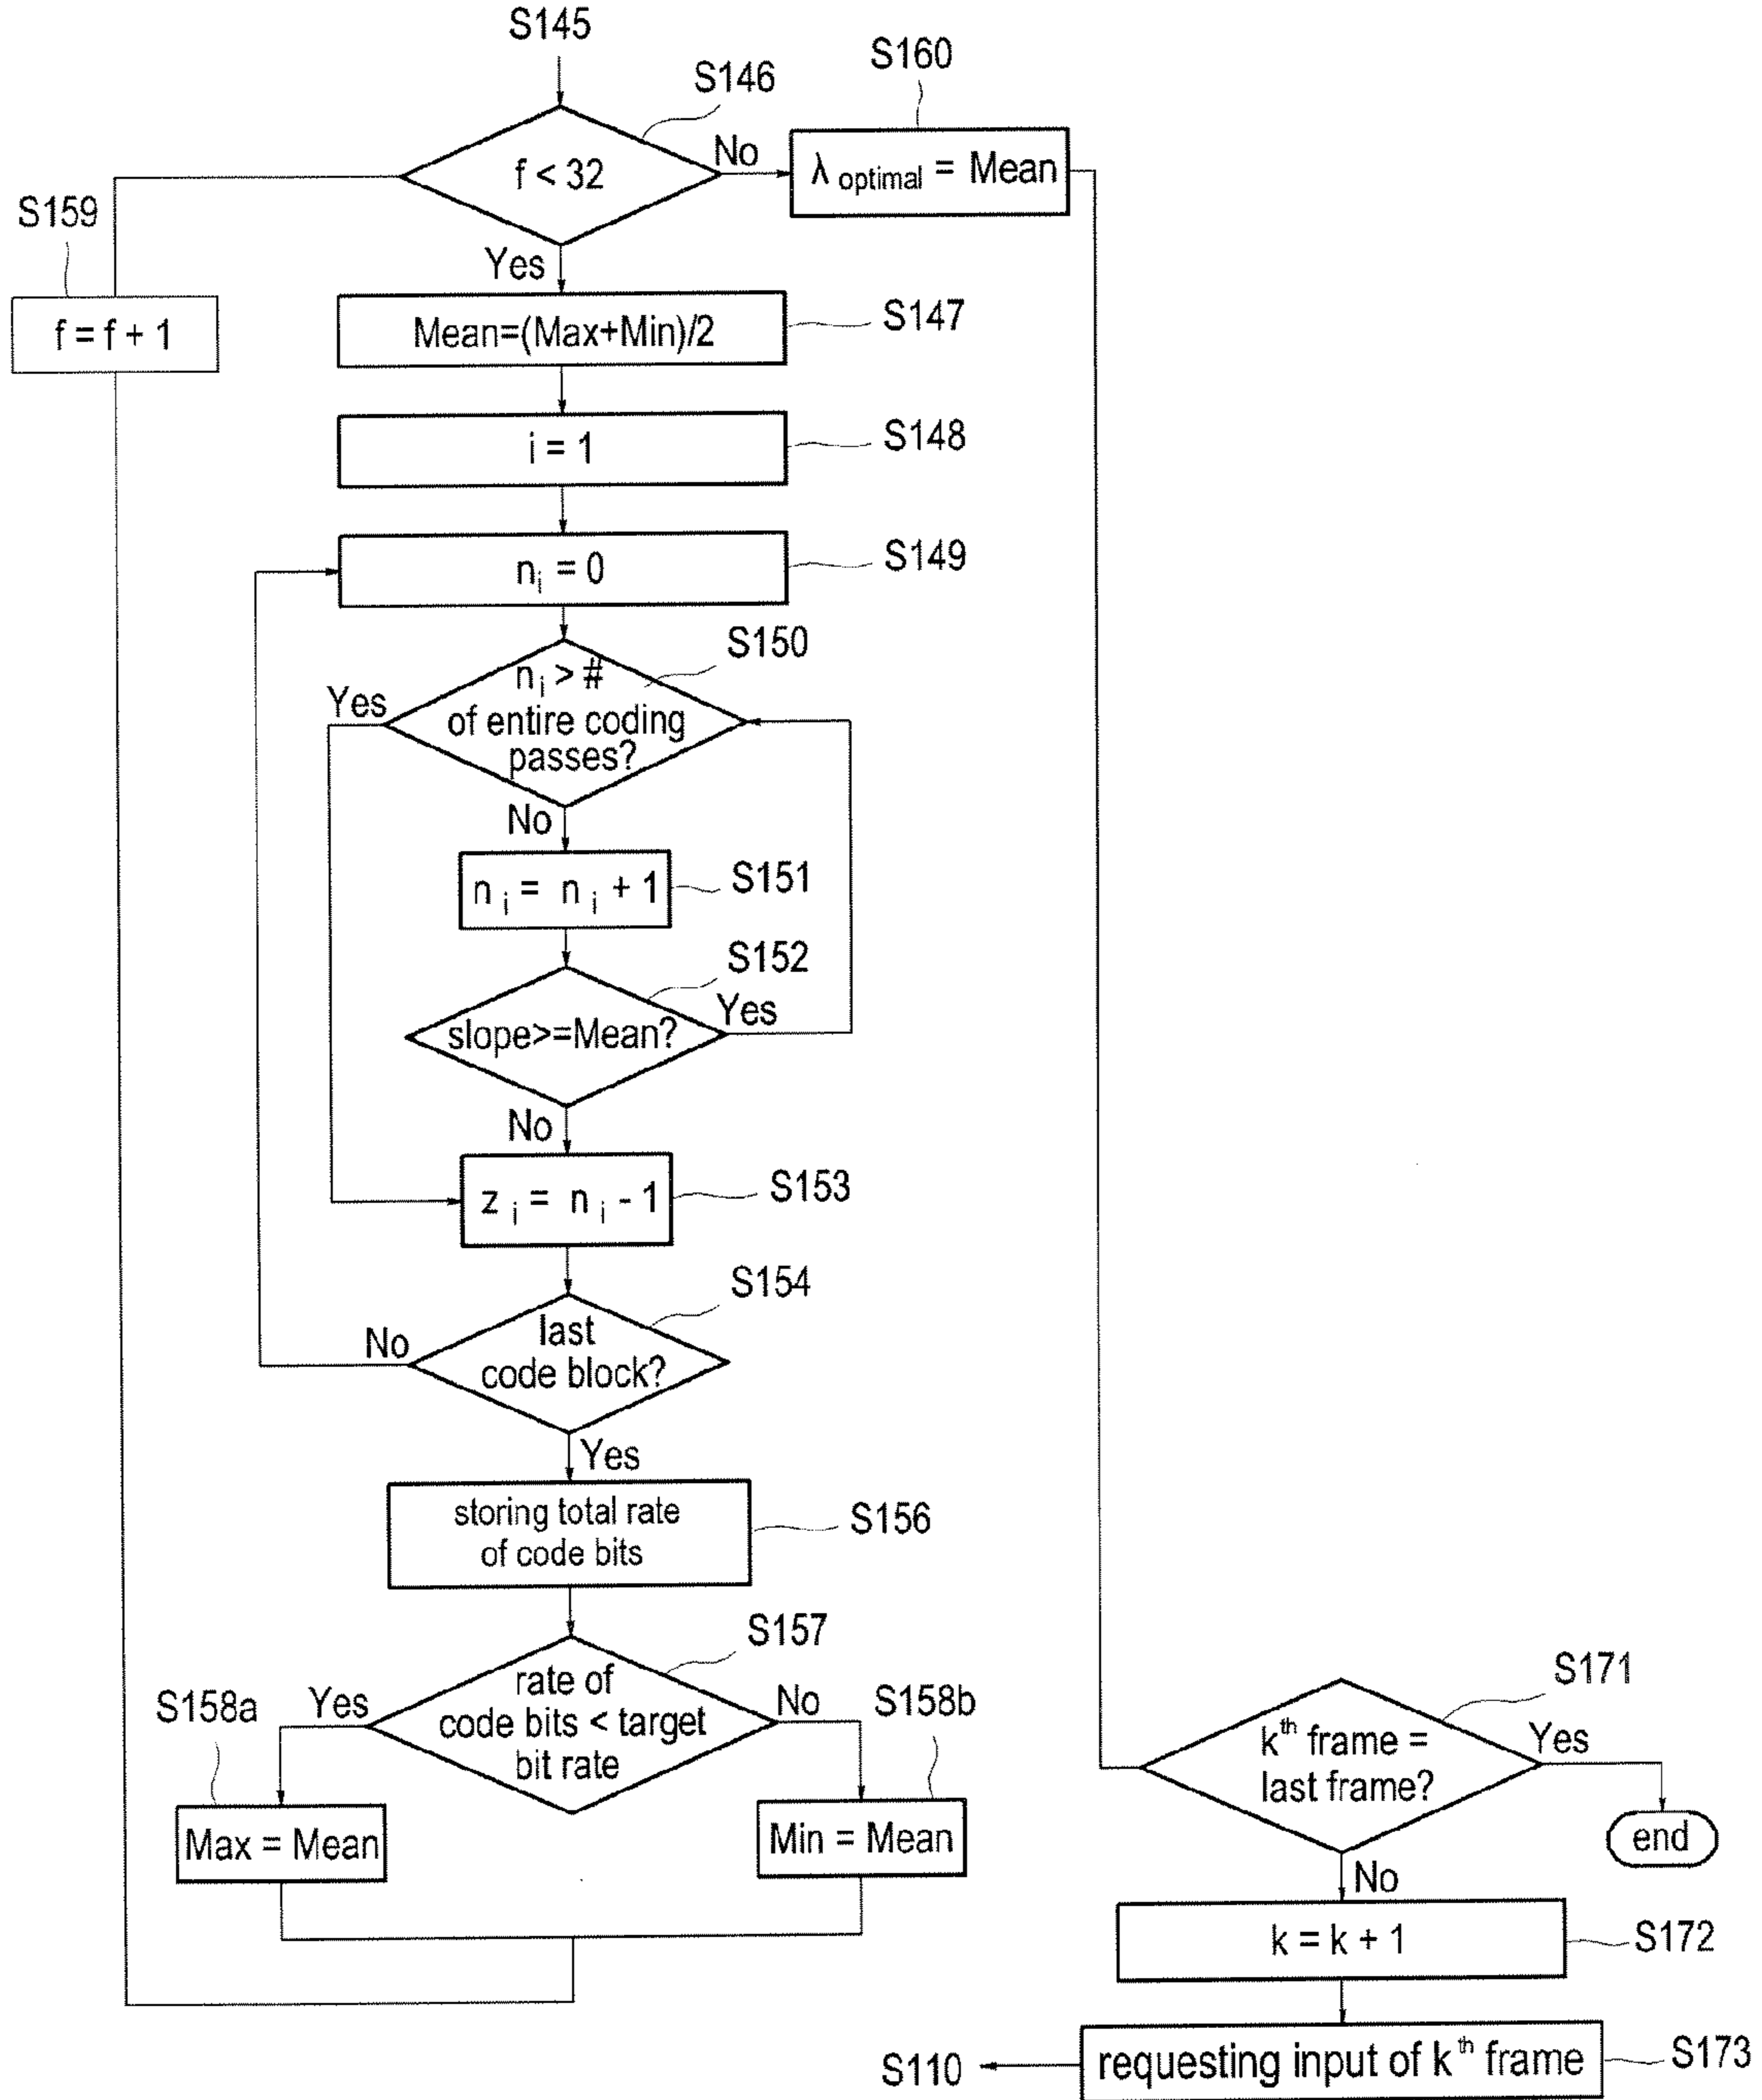 S145
S146
S160
f < 32
No
λ optimal = Mean
S159
Yes
f = f + 1
Mean=(Max+Min)/2
S147
i = 1
S148
n i = 0
S149
S150
n i > #
of entire coding
passes?
Yes
No
n i = n i + 1
S151
S152
slope>=Mean?
Yes
No
z i = n i - 1
S153
S154
last
code block?
No
Yes
storing total rate
of code bits
S156
S157
rate of
code bits < target
bit rate
S158a
Yes
No
S158b
Max = Mean
Min = Mean
S171
k th frame =
last frame?
Yes
end
No
k = k + 1
S172
S110
requesting input of k th frame
S173